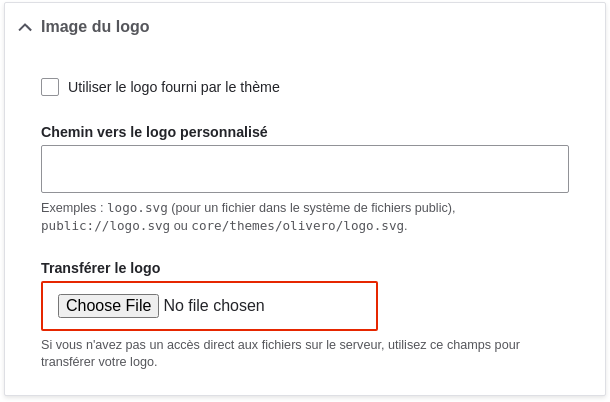 Image du logo
Utiliser le logo fourni par le thème
Chemin vers le logo personnalisé
Exemples : logo.svg (pour un fichier dans le système de fichiers public),
public://logo.svg ou core/themes/olivero/logo.svg.
Transférer le logo
Choose File No file chosen
Si vous n'avez pas un accès direct aux fichiers sur le serveur, utilisez ce champs pour
transférer votre logo.